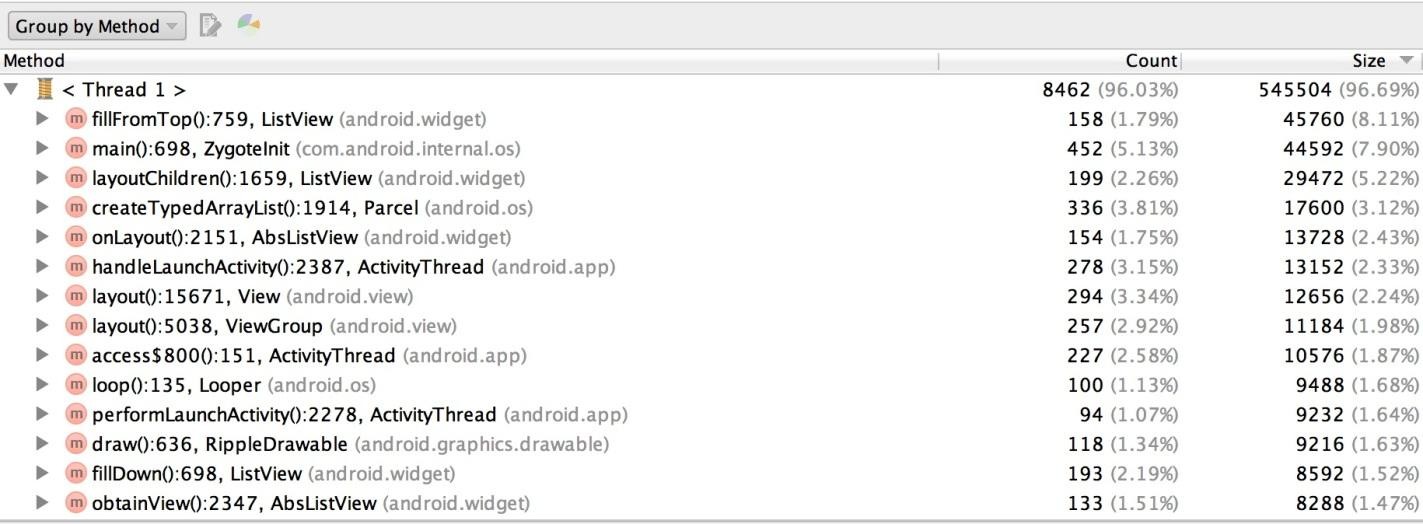 Group by Method
Method Count Size
< Thread 1 > 8462 (96.03%) 545504 (96.69%)
m fillFromTop():759, ListView (android.widget) 158 (1.79%) 45760 (8.11%)
m main():698, ZygoteInit (com.android.internal.os) 452 (5.13%) 44592 (7.90%)
m layoutChildren():1659, ListView (android.widget) 199 (2.26%) 29472 (5.22%)
m createTypedArrayList():1914, Parcel (android.os) 336 (3.81%) 17600 (3.12%)
m onLayout():2151, AbsListView (android.widget) 154 (1.75%) 13728 (2.43%)
m handleLaunchActivity():2387, ActivityThread (android.app) 278 (3.15%) 13152 (2.33%)
m layout():15671, View (android.view) 294 (3.34%) 12656 (2.24%)
m layout():5038, ViewGroup (android.view) 257 (2.92%) 11184 (1.98%)
m access$800():151, ActivityThread (android.app) 227 (2.58%) 10576 (1.87%)
m loop():135, Looper (android.os) 100 (1.13%) 9488 (1.68%)
m performLaunchActivity():2278, ActivityThread (android.app) 94 (1.07%) 9232 (1.64%)
m draw():636, RippleDrawable (android.graphics.drawable) 118 (1.34%) 9216 (1.63%)
m fillDown():698, ListView (android.widget) 193 (2.19%) 8592 (1.52%)
m obtainView():2347, AbsListView (android.widget) 133 (1.51%) 8288 (1.47%)